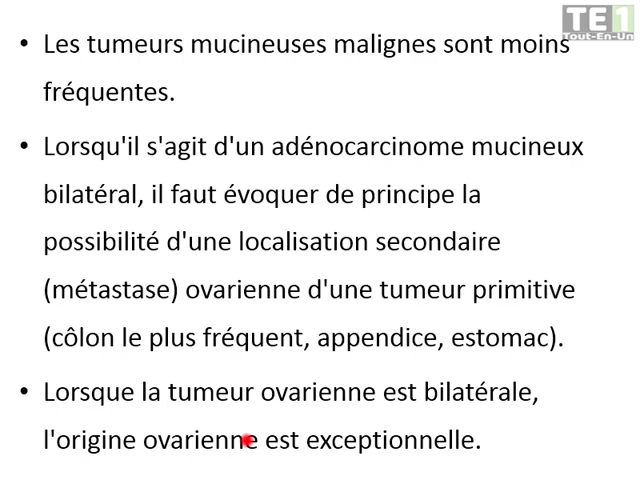 TE1
Tout-En-Un
• Les tumeurs mucineuses malignes sont moins
fréquentes.
• Lorsqu'il s'agit d'un adénocarcinome mucineux
bilatéral, il faut évoquer de principe la
possibilité d'une localisation secondaire
(métastase) ovarienne d'une tumeur primitive
(côlon le plus fréquent, appendice, estomac).
• Lorsque la tumeur ovarienne est bilatérale,
l'origine ovarienne est exceptionnelle.